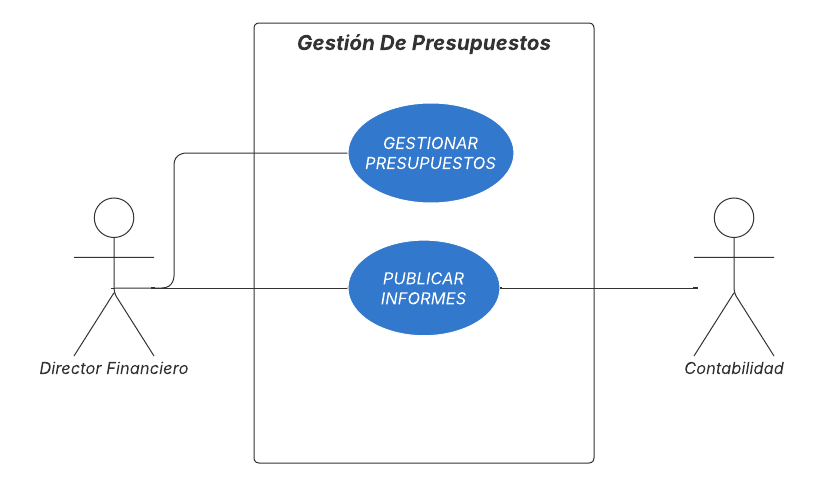 Gestión De Presupuestos
GESTIONAR
PRESUPUESTOS
PUBLICAR
INFORMES
Director Financiero
Contabilidad